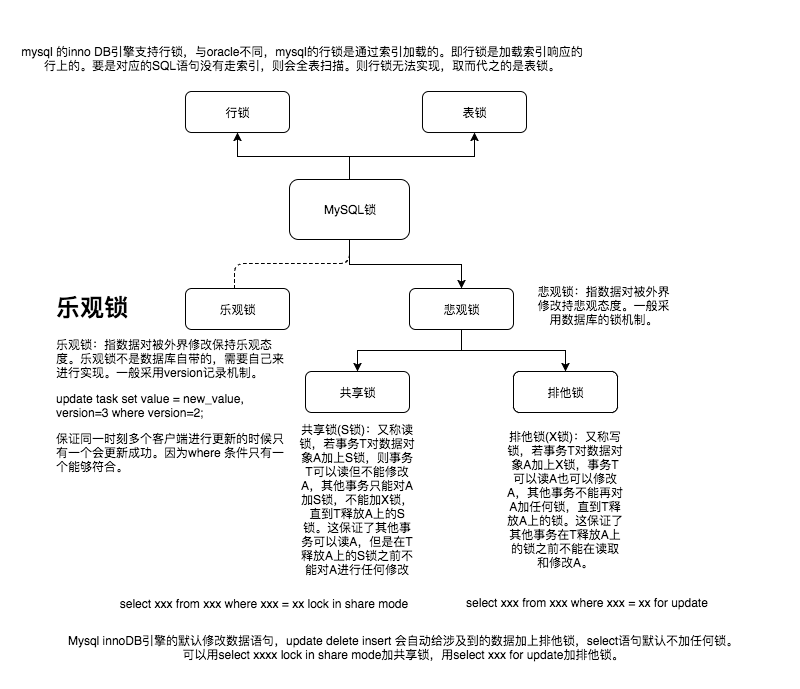 mysql 的inno DB引擎支持行锁，与oracle不同，mysql的行锁是通过索引加载的。即行锁是加载索引响应的
行上的。要是对应的SQL语句没有走索引，则会全表扫描。则行锁无法实现，取而代之的是表锁。
行锁
表锁
MySQL锁
乐观锁
乐观锁
悲观锁
悲观锁：指数据对被外界
修改持悲观态度。一般采
用数据库的锁机制。
乐观锁：指数据对被外界修改保持乐观态
度。乐观锁不是数据库自带的，需要自己来
进行实现。一般采用version记录机制。
update task set value = new_value,
version=3 where version=2;
保证同一时刻多个客户端进行更新的时候只
有一个会更新成功。因为where 条件只有一
个能够符合。
共享锁
排他锁
共享锁(S锁)：又称读
锁，若事务T对数据对
象A加上S锁，则事务
T可以读但不能修改
A，其他事务只能对A
加S锁，不能加X锁，
直到T释放A上的S
锁。这保证了其他事
务可以读A，但是在T
释放A上的S锁之前不
能对A进行任何修改
排他锁(X锁)：又称写
锁，若事务T对数据对
象A加上X锁，事务T
可以读A也可以修改
A，其他事务不能再对
A加任何锁，直到T释
放A上的锁。这保证了
其他事务在T释放A上
的锁之前不能在读取
和修改A。
select xxx from xxx where xxx = xx lock in share mode
select xxx from xxx where xxx = xx for update
Mysql innoDB引擎的默认修改数据语句，update delete insert 会自动给涉及到的数据加上排他锁，select语句默认不加任何锁。
可以用select xxxx lock in share mode加共享锁，用select xxx for update加排他锁。